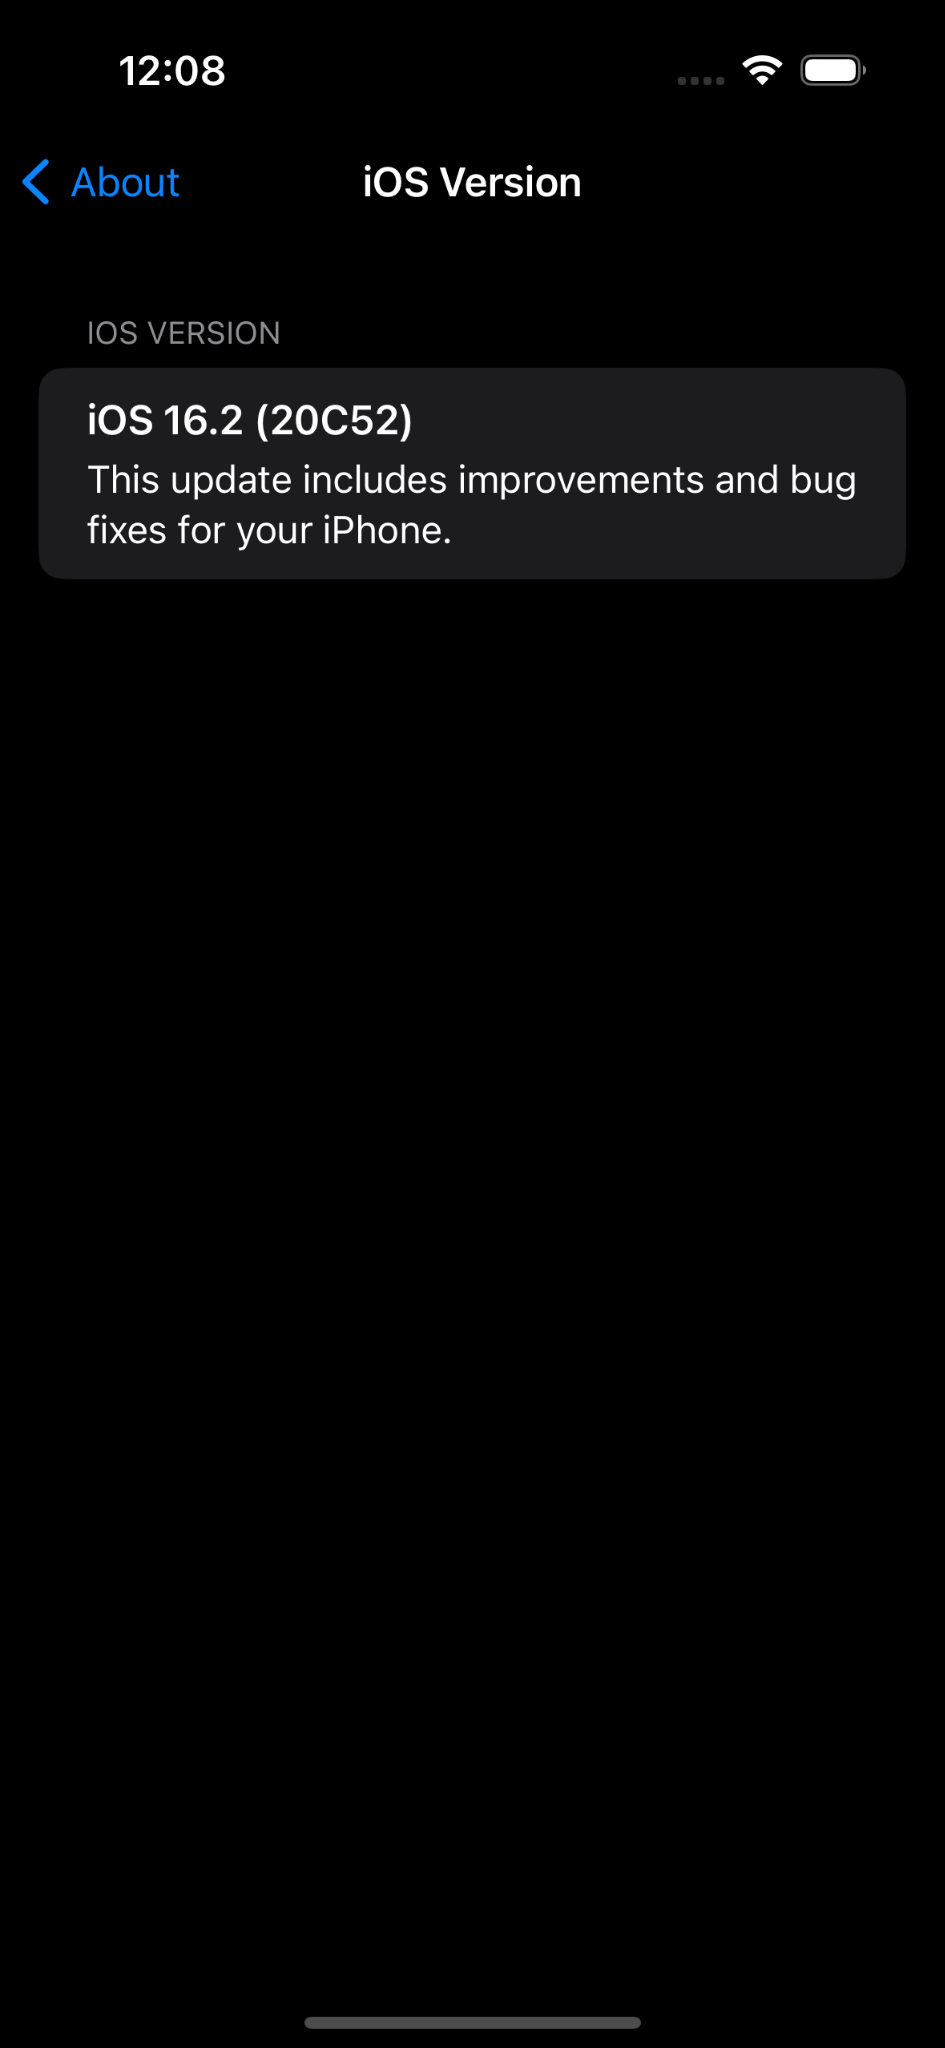 12:08
About
iOS Version
IOS VERSION
iOS 16.2 (20C52)
This update includes improvements and bug
fixes for your iPhone.